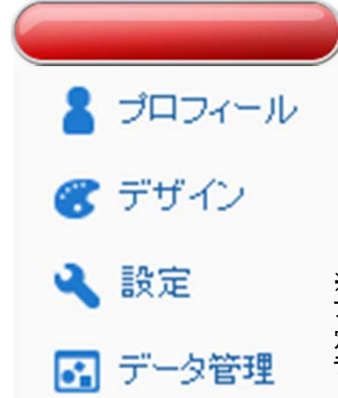 プロフィール
デザイン
設定
データ管理